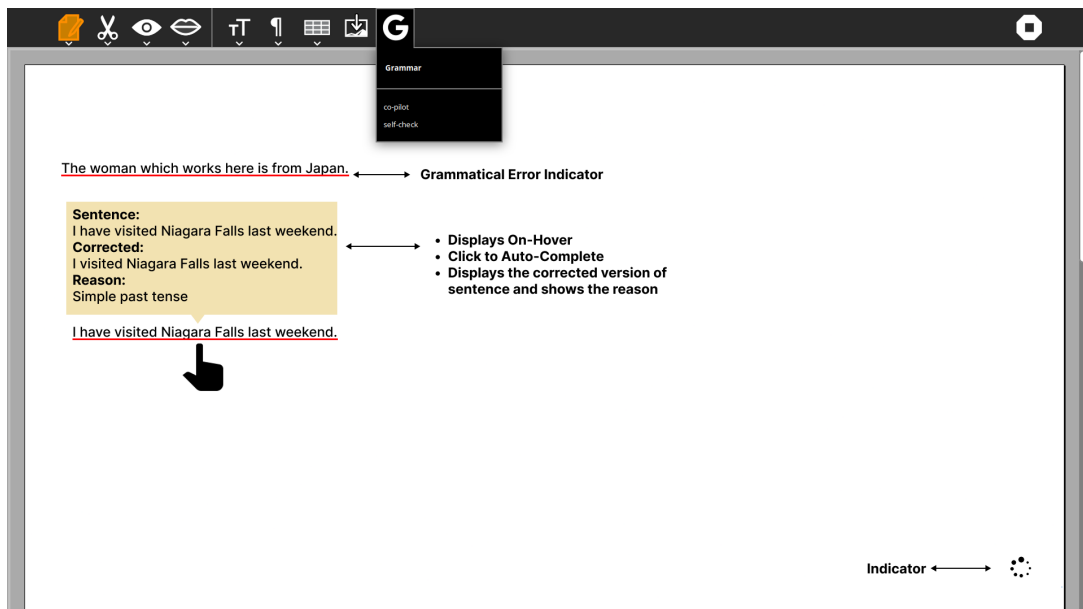 G
Grammar
co-pilot
self-check
The woman which works here is from Japan.
Grammatical Error Indicator
Sentence:
I have visited Niagara Falls last weekend.
Corrected:
I visited Niagara Falls last weekend.
Reason:
Simple past tense
• Displays On-Hover
• Click to Auto-Complete
• Displays the corrected version of
sentence and shows the reason
I have visited Niagara Falls last weekend.
Indicator